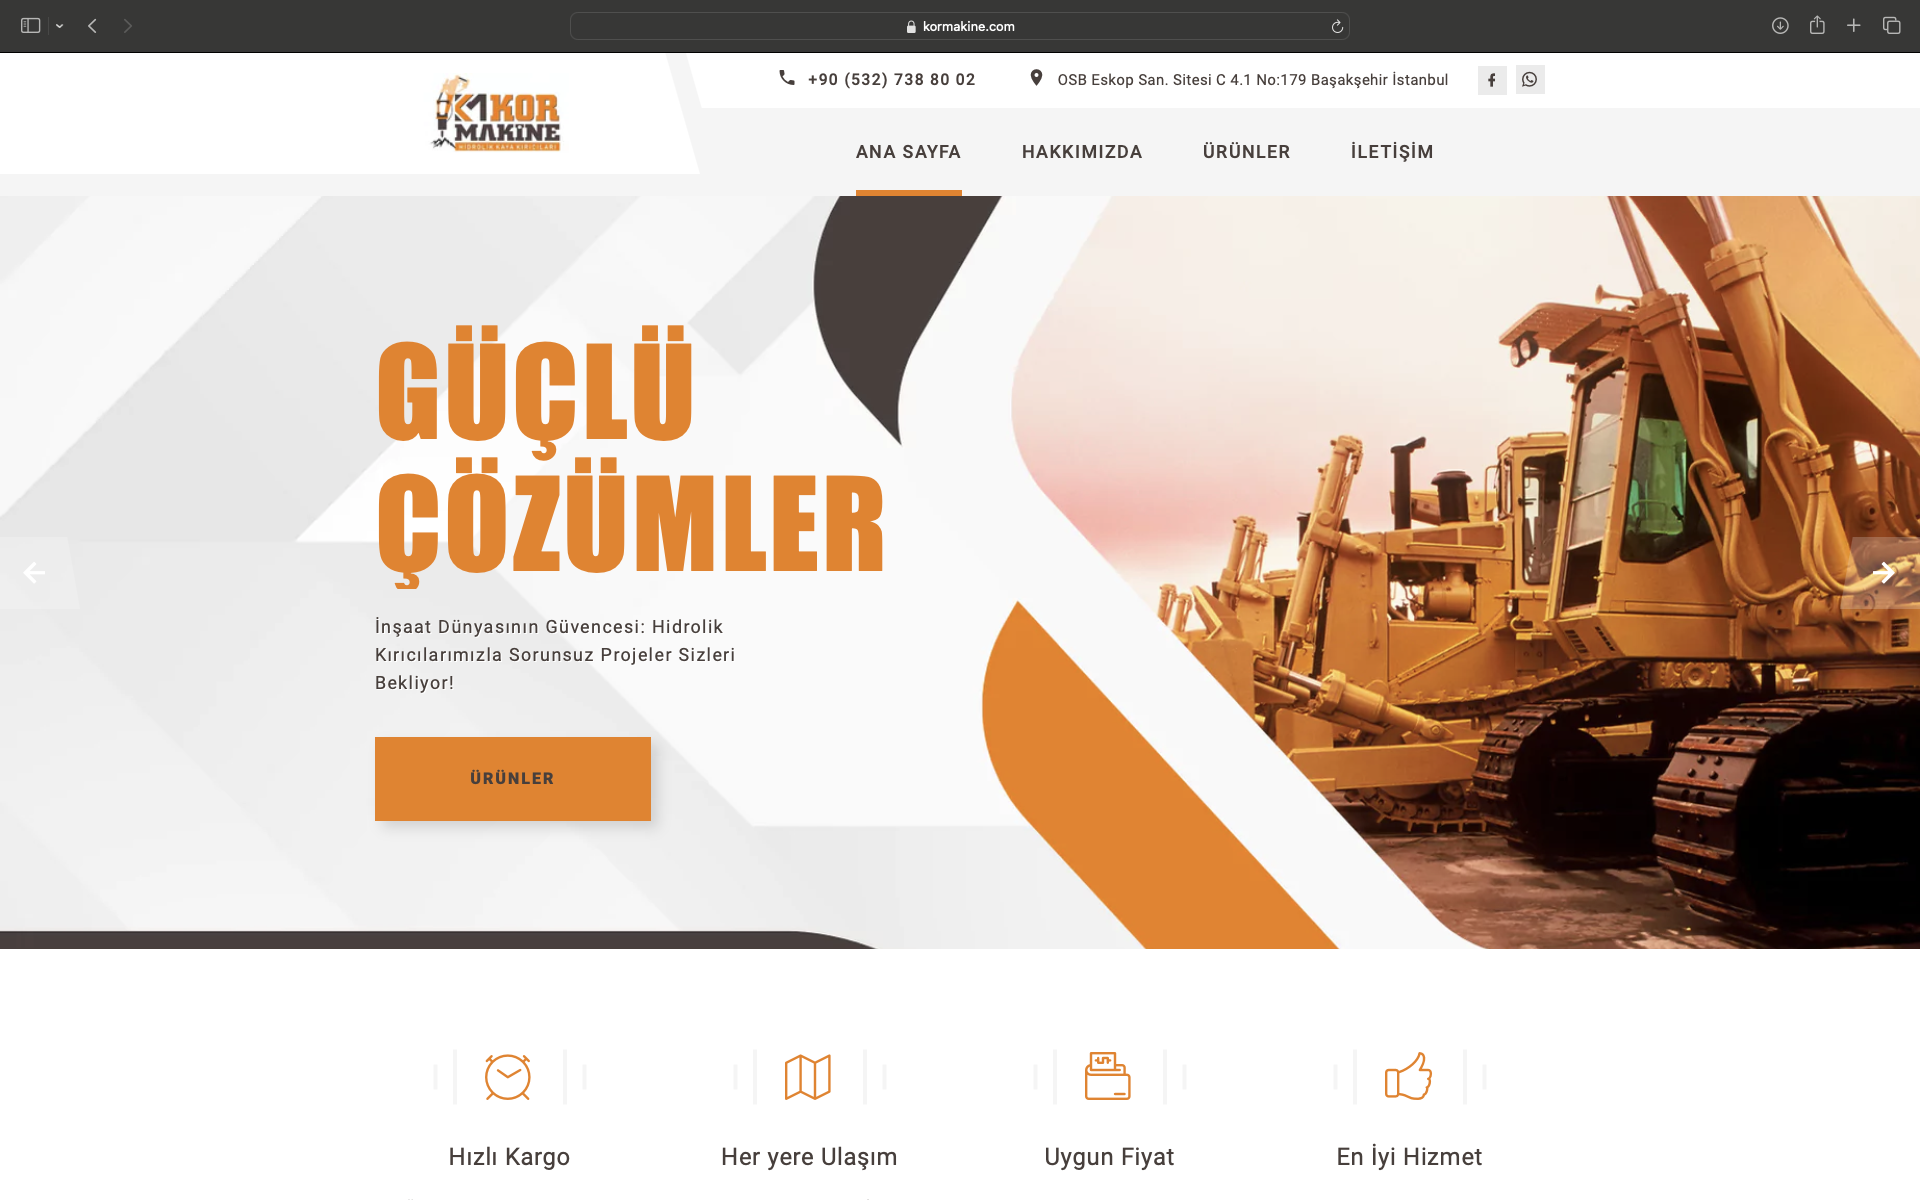 kormakine.com
KOR
MAKİNE
HİDROLİK KAYA KIRICILARI
+90 (532) 738 80 02
OSB Eskop San. Sitesi C 4.1 No:179 Başakşehir İstanbul
ANA SAYFA
HAKKIMIZDA
ÜRÜNLER
İLETİŞİM
GÜÇLÜ
ÇÖZÜMLER
İnşaat Dünyasının Güvencesi: Hidrolik
Kırıcılarımızla Sorunsuz Projeler Sizleri
Bekliyor!
ÜRÜNLER
Hızlı Kargo
Her yere Ulaşım
Uygun Fiyat
En İyi Hizmet